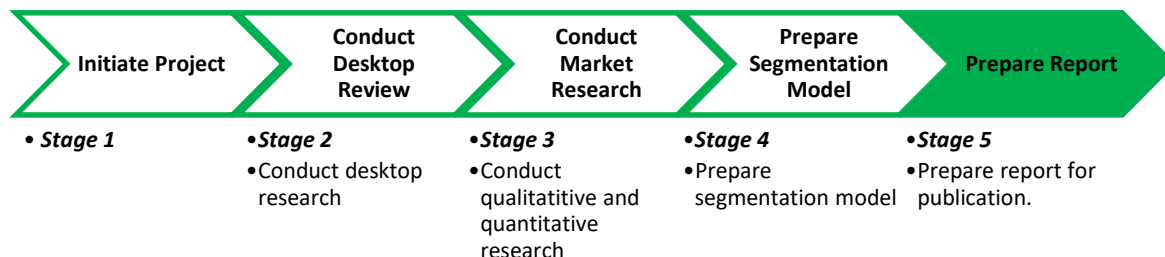 Initiate Project
Conduct
Desktop
Review
Conduct
Market
Research
Prepare
Segmentation
Model
Prepare Report
• Stage 1
•Stage 2
•Conduct desktop
research
•Stage 3
•Conduct
qualitatitive and
quantitative
research
•Stage 4
•Prepare
segmentation model
•Stage 5
•Prepare report for
publication.